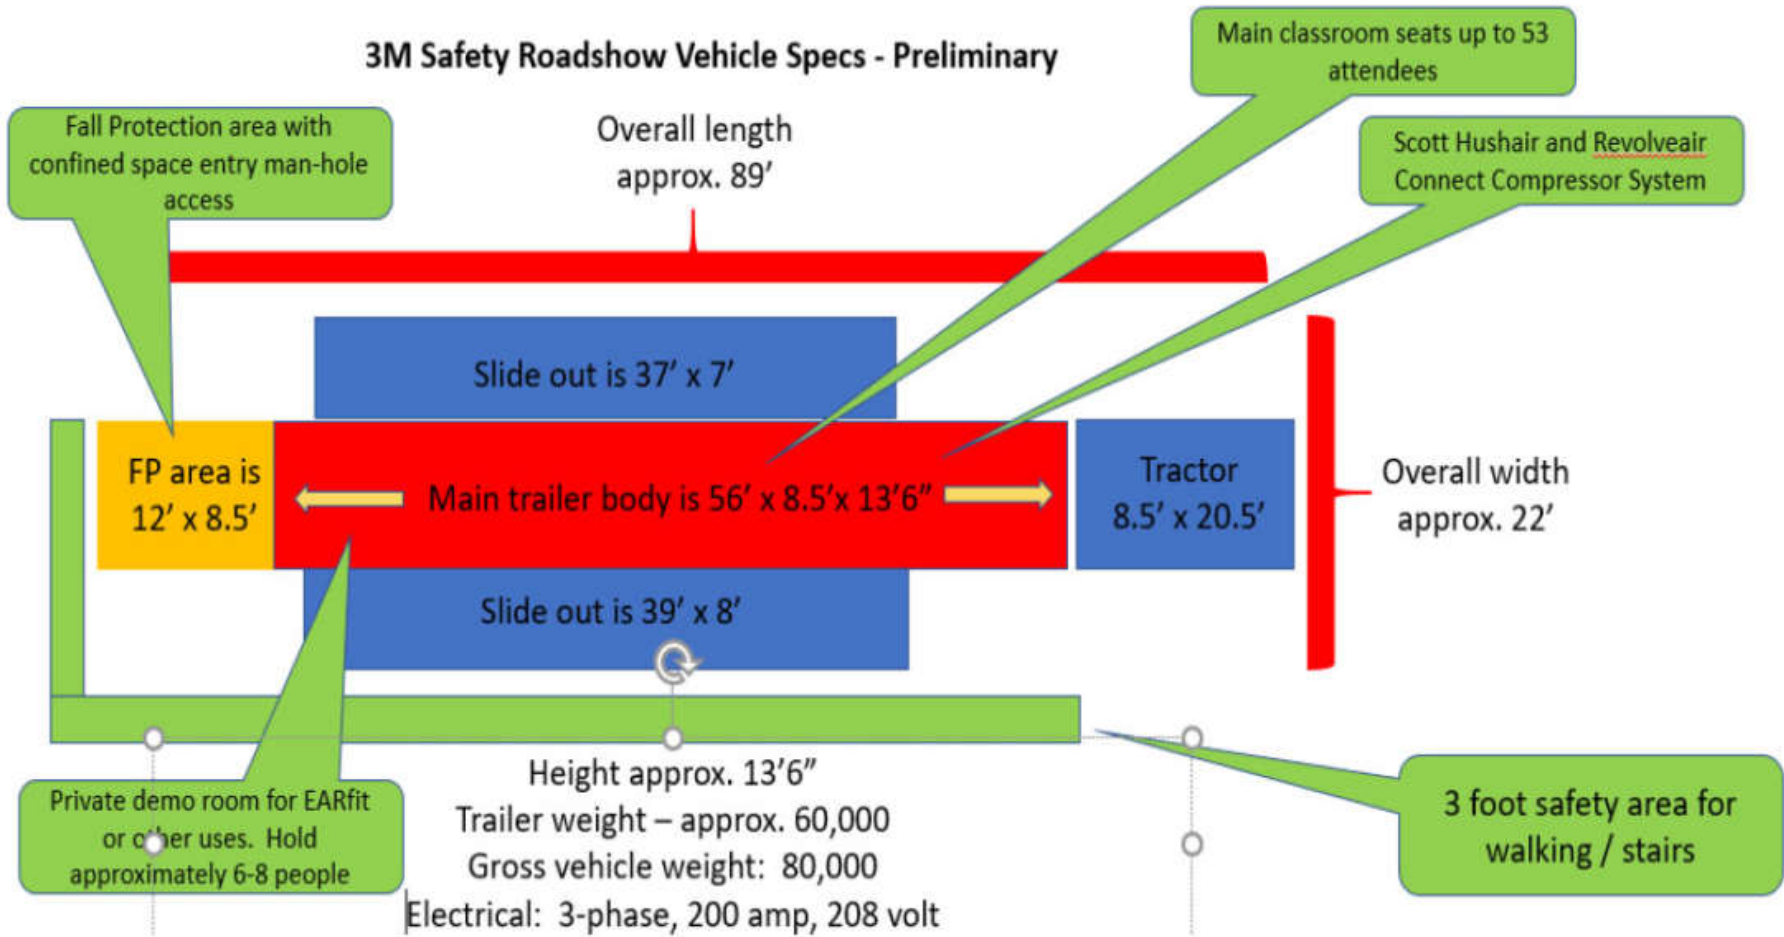 3M Safety Roadshow Vehicle Specs - Preliminary
Main classroom seats up to 53
attendees
Fall Protection area with
confined space entry man-hole
access
Overall length
approx. 89’
Scott Hushair and Revolveair
Connect Compressor System
Slide out is 37’ x 7’
FP area is
12’ x 8.5’
Main trailer body is 56’ x 8.5’x 13’6”
Tractor
8.5’ x 20.5’
Overall width
approx. 22’
Slide out is 39’ x 8’
Private demo room for EARfit
or other uses.  Hold
approximately 6-8 people
Height approx. 13’6”
Trailer weight – approx. 60,000
Gross vehicle weight:  80,000
Electrical:  3-phase, 200 amp, 208 volt
3 foot safety area for
walking / stairs